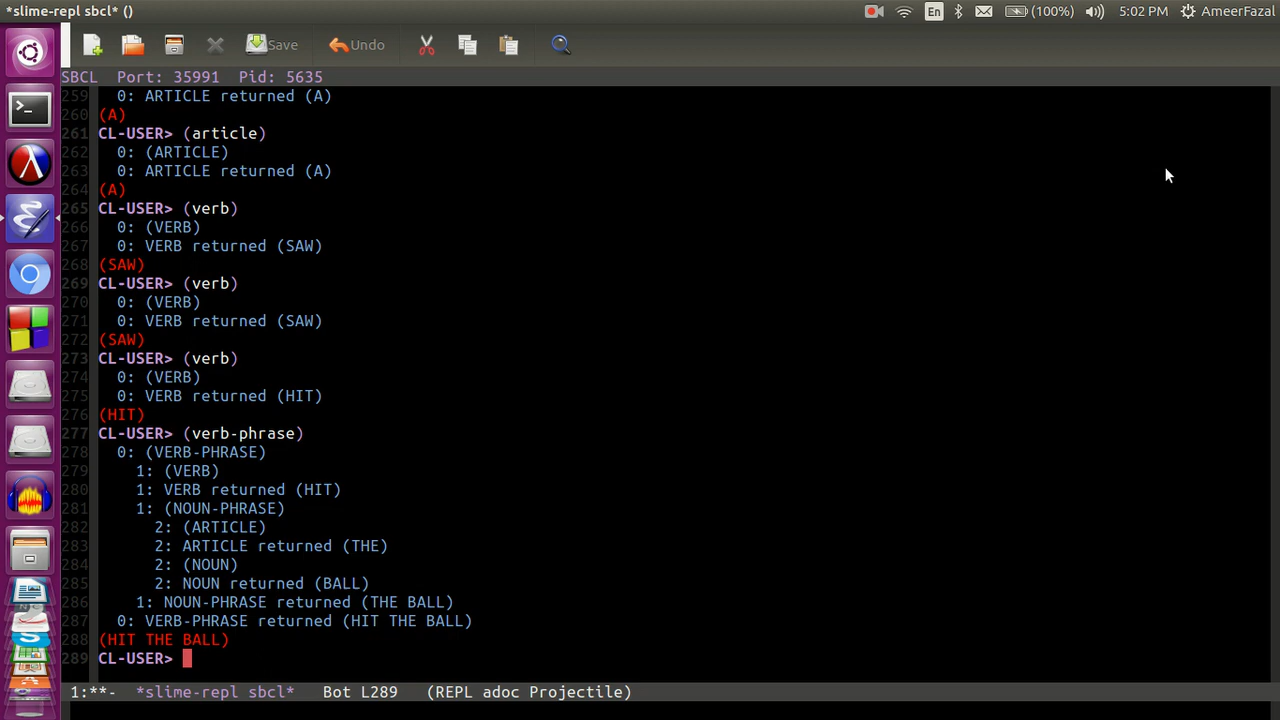 *slime-repl sbcl* ()
En
(100%)
5:02 PM
AmeerFazal
Save
Undo
SBCL  Port: 35991  Pid: 5635
259 0: ARTICLE returned (A)
260 (A)
261 CL-USER> (article)
262 0: (ARTICLE)
263 0: ARTICLE returned (A)
264 (A)
265 CL-USER> (verb)
266 0: (VERB)
267 0: VERB returned (SAW)
268 (SAW)
269 CL-USER> (verb)
270 0: (VERB)
271 0: VERB returned (SAW)
272 (SAW)
273 CL-USER> (verb)
274 0: (VERB)
275 0: VERB returned (HIT)
276 (HIT)
277 CL-USER> (verb-phrase)
278 0: (VERB-PHRASE)
279 1: (VERB)
280 1: VERB returned (HIT)
281 1: (NOUN-PHRASE)
282 2: (ARTICLE)
283 2: ARTICLE returned (THE)
284 2: (NOUN)
285 2: NOUN returned (BALL)
286 1: NOUN-PHRASE returned (THE BALL)
287 0: VERB-PHRASE returned (HIT THE BALL)
288 (HIT THE BALL)
289 CL-USER>
1:**-  *slime-repl sbcl*   Bot L289   (REPL adoc Projectile)